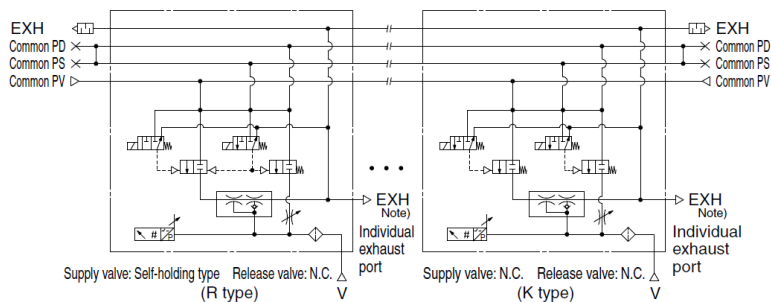 EXH
Common PD
Common PS
Common PV
EXH
Common PD
Common PS
Common PV
EXH
Note)
Individual
exhaust
port
EXH
Note)
Individual
exhaust
port
# P
# P
Supply valve: Self-holding type Release valve: N.C.
(R type)
V
Supply valve: N.C. Release valve: N.C.
(K type)
V